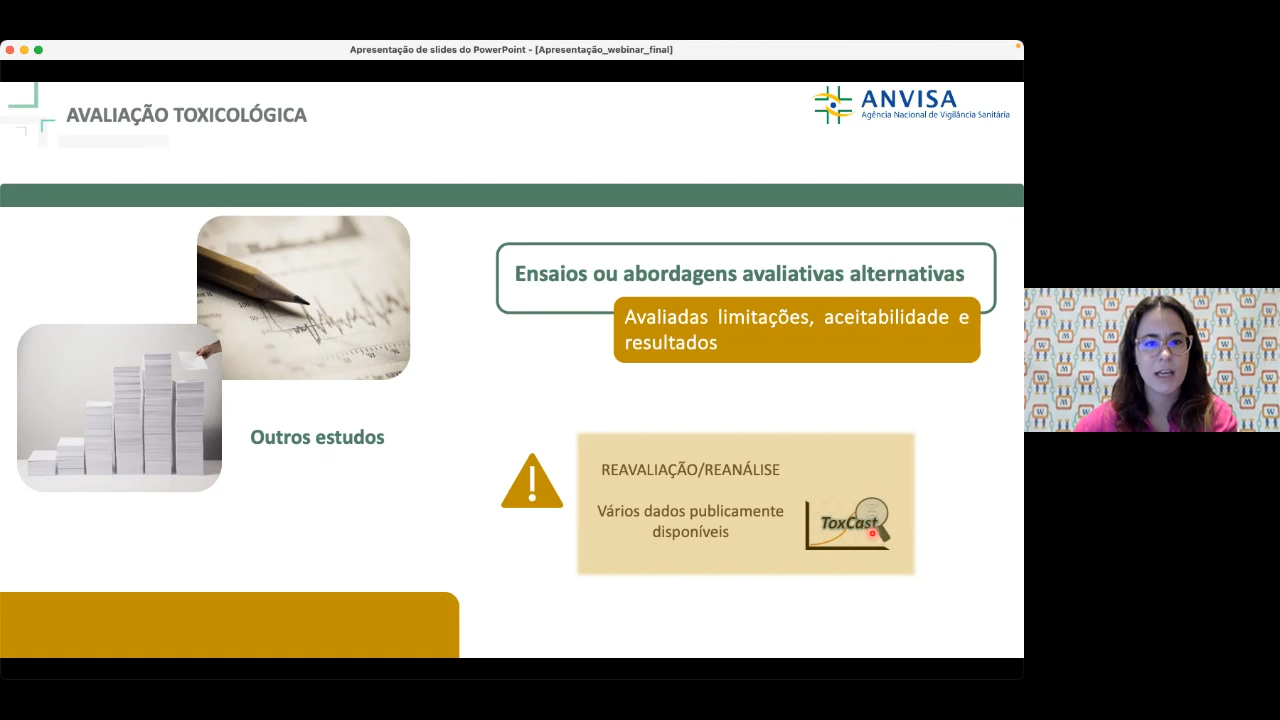 Apresentação de slides do PowerPoint - [Apresentação_webinar_final]
AVALIAÇÃO TOXICOLÓGICA
ANVISA
Agência Nacional de Vigilância Sanitária
Ensaios ou abordagens avaliativas alternativas
Avaliadas limitações, aceitabilidade e
resultados
Outros estudos
REAVALIAÇÃO/REANÁLISE
Vários dados publicamente
disponíveis
ToxCast